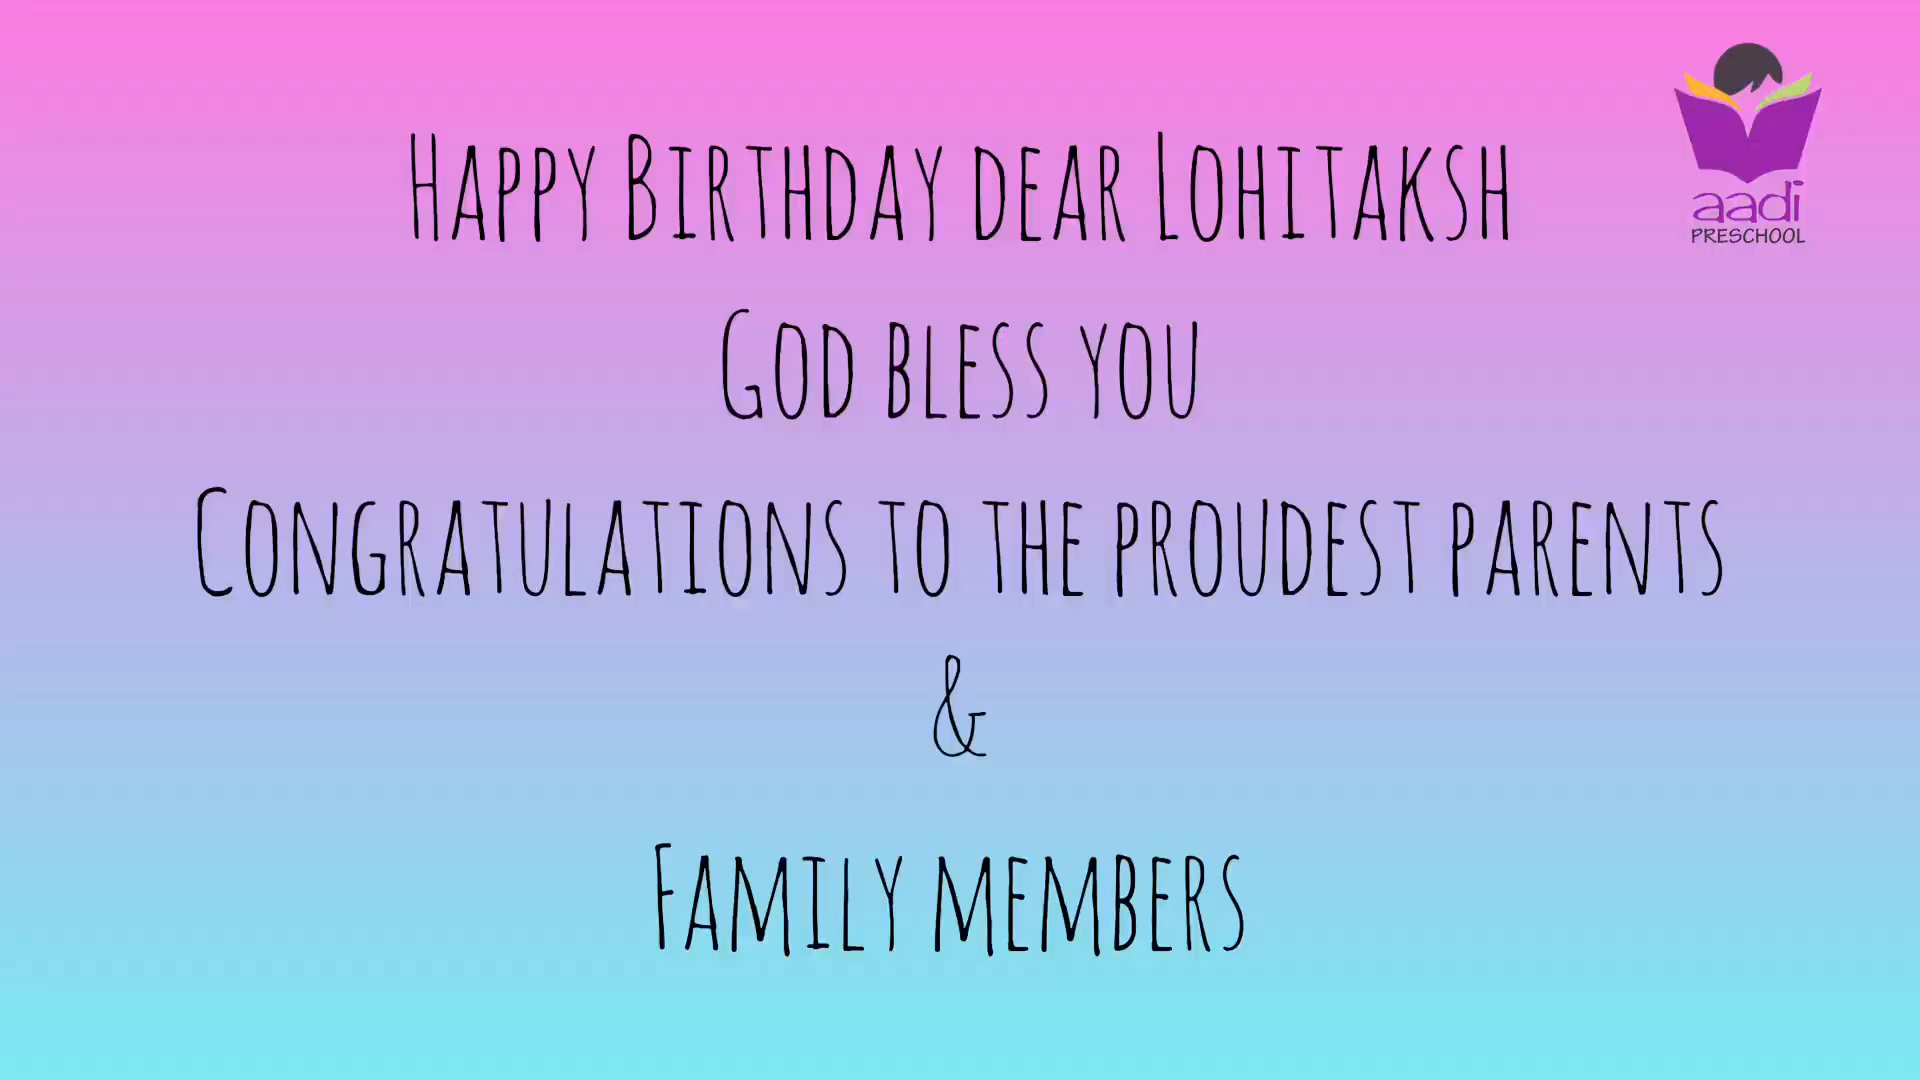 Happy Birthday dear Lohitaksh
aadi
PRESCHOOL
God bless you
Congratulations to the proudest parents
&
Family members